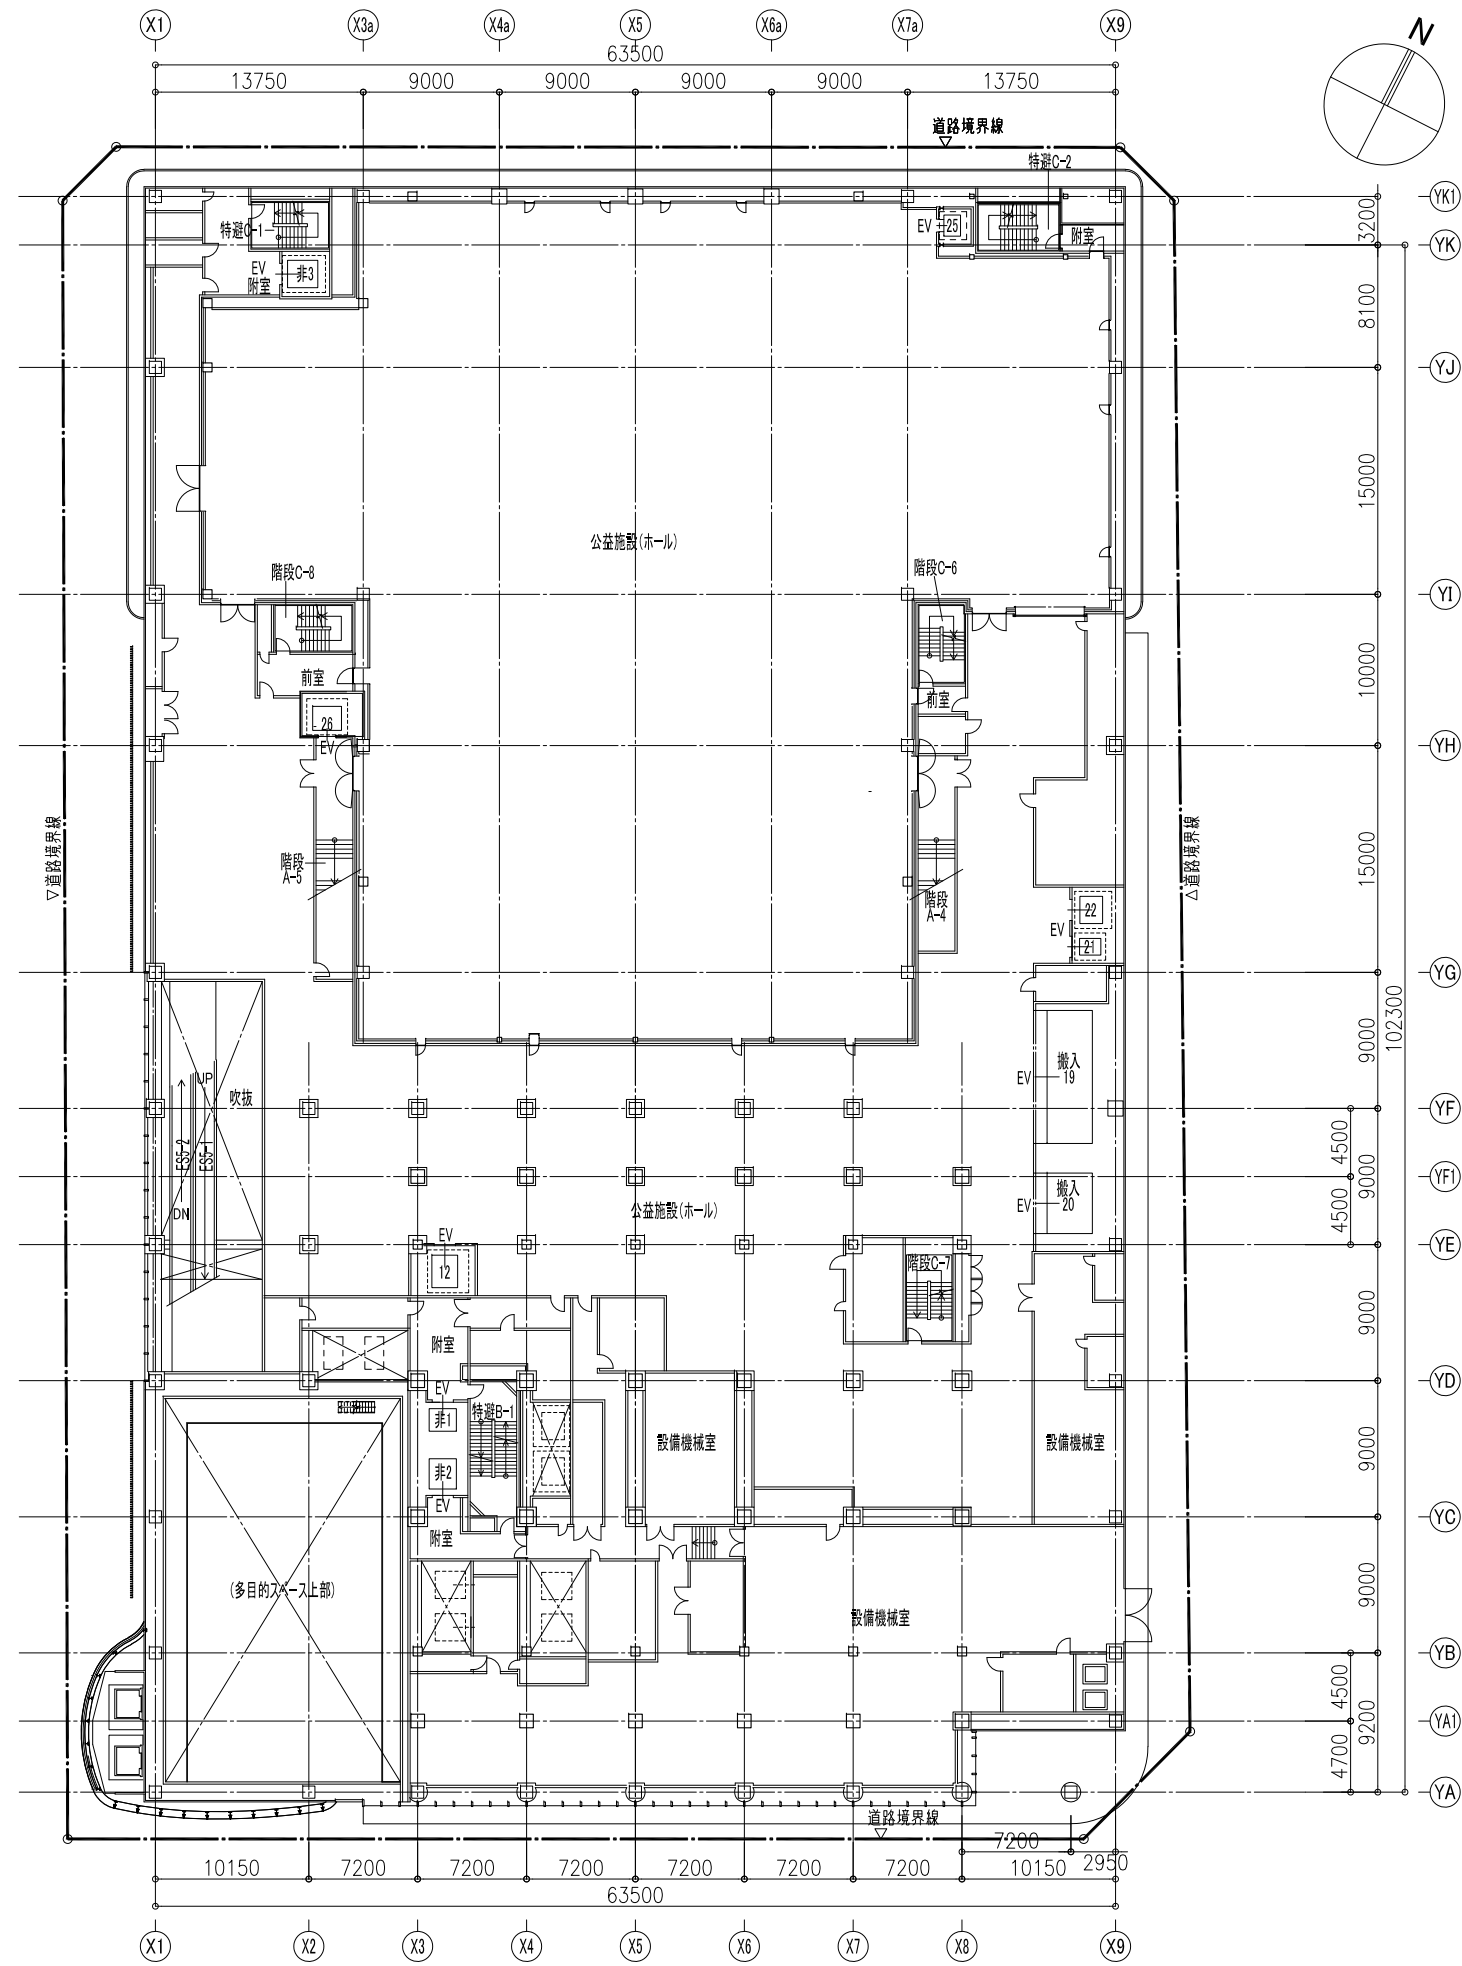 X1 X3a X4a X5 X6a X7a X9
N
63500
13750 9000 9000 9000 9000 13750
道路境界線
特避C-2
YK1
特避C-1
EV 25
附室
3200
YK
EV
附室
非3
8100
YJ
15000
公益施設(ホール)
階段C-8
階段C-6
YI
前室
前室
10000
26
EV
YH
▽道路境界線
△道路境界線
階段
A-5
階段
A-4
15000
22
EV
21
YG
102300
9000
搬入
19
EV
UP
吹抜
ES5-2
ES5-1
DN
YF
4500
9000
YF1
搬入
20
EV
公益施設(ホール)
4500
YE
EV
12
階段C-7
9000
附室
YD
EV
非1
特避B-1
設備機械室
設備機械室
9000
非2
EV
附室
YC
9000
(多目的スペース上部)
設備機械室
YB
4500
9200
YA1
4700
YA
道路境界線
7200
10150 7200 7200 7200 7200 7200 7200 10150 2950
63500
X1 X2 X3 X4 X5 X6 X7 X8 X9